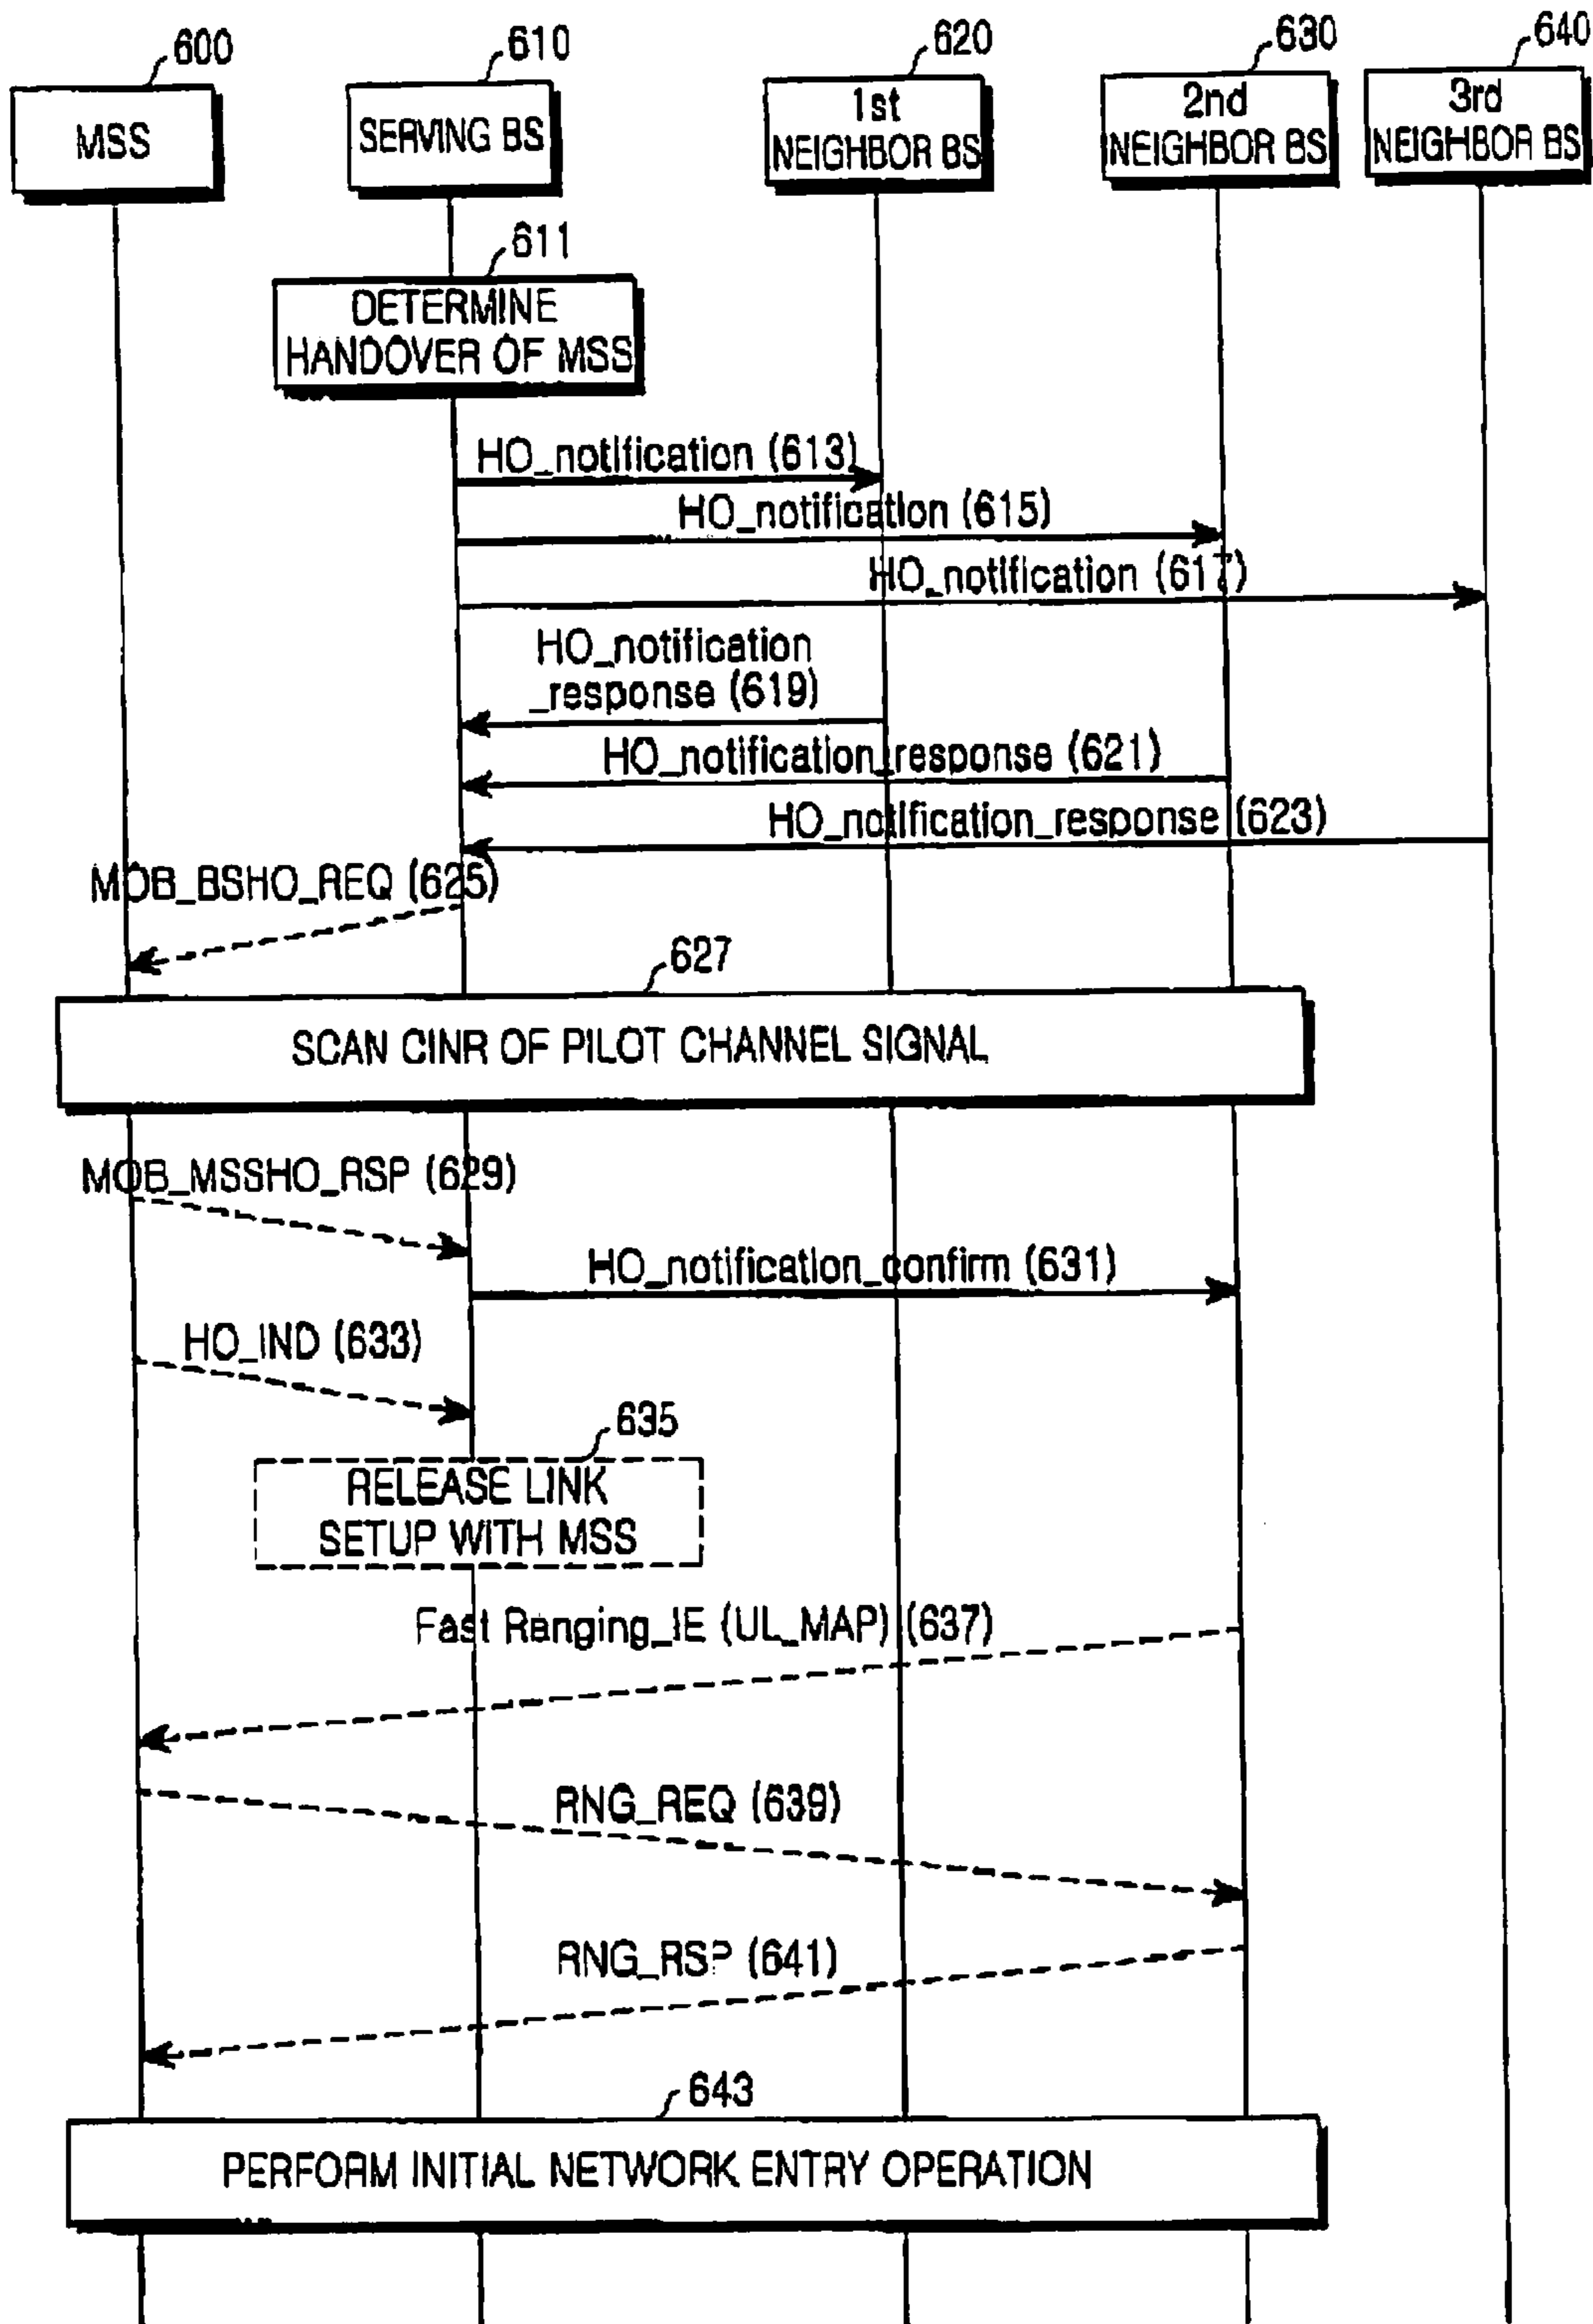 600
610
620
630
640
MSS
SERVING BS
1st
NEIGHBOR BS
2nd
NEIGHBOR BS
3rd
NEIGHBOR BS
611
DETERMINE
HANDOVER OF MSS
HO_notification (613)
HO_notification (615)
HO_notification (617)
HO_notification
_response (619)
HO_notification_response (621)
HO_notification_response (623)
MOB_BSHO_REQ (625)
627
SCAN CINR OF PILOT CHANNEL SIGNAL
MOB_MSSHO_RSP (629)
HO_notification_confirm (631)
HO_IND (633)
635
RELEASE LINK
SETUP WITH MSS
Fast Ranging_IE (UL_MAP) (637)
RNG_REQ (639)
RNG_RSP (641)
643
PERFORM INITIAL NETWORK ENTRY OPERATION